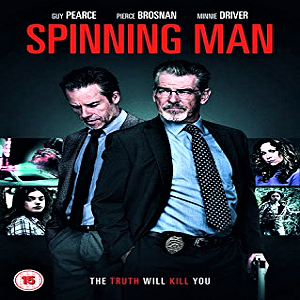 GUY PEARCE PIERCE BROSNAN MINNIE DRIVER
SPINNING MAN
THE TRUTH WILL KILL YOU
15